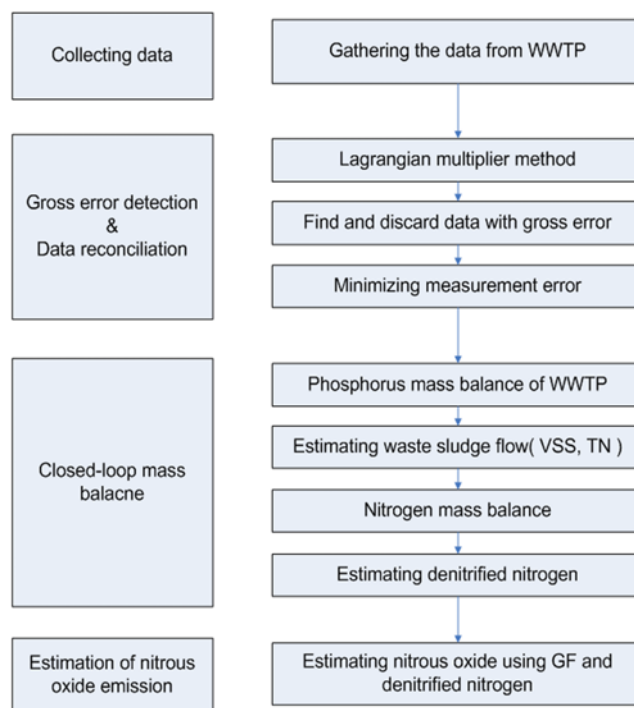 Collecting data
Gathering the data from WWTP
Gross error detection
&
Data reconciliation
Lagrangian multiplier method
Find and discard data with gross error
Minimizing measurement error
Closed-loop mass
balacne
Phosphorus mass balance of WWTP
Estimating waste sludge flow( VSS, TN )
Nitrogen mass balance
Estimating denitrified nitrogen
Estimation of nitrous
oxide emission
Estimating nitrous oxide using GF and
denitrified nitrogen